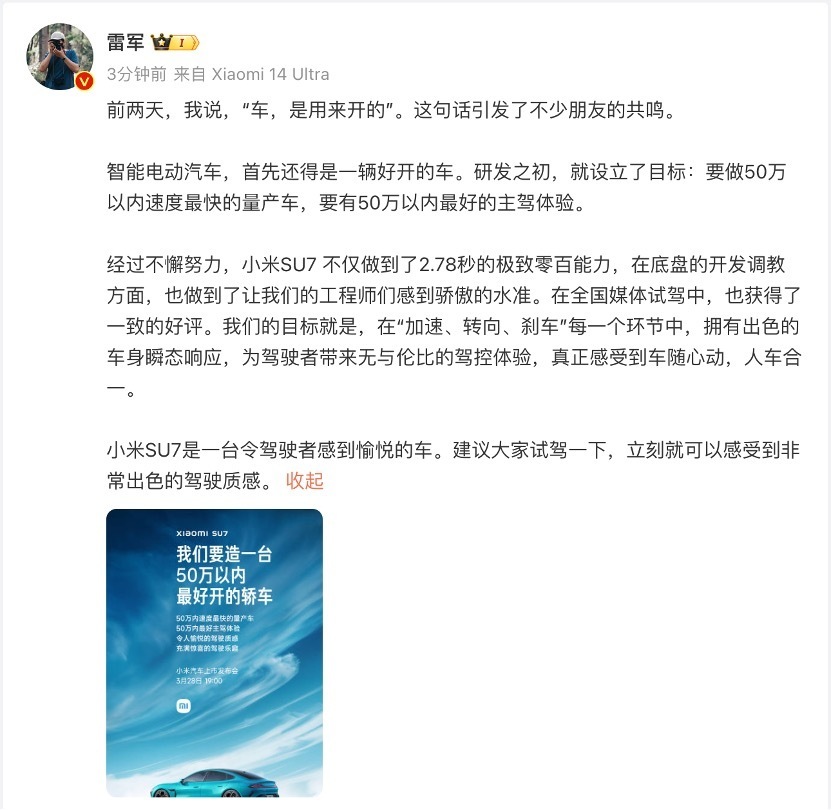 雷军 I
3分钟前 来自 Xiaomi 14 Ultra
前两天，我说，“车，是用来开的”。这句话引发了不少朋友的共鸣。
智能电动汽车，首先还得是一辆好开的车。研发之初，就设立了目标：要做50万
以内速度最快的量产车，要有50万以内最好的主驾体验。
经过不懈努力，小米SU7 不仅做到了2.78秒的极致零百能力，在底盘的开发调教
方面，也做到了让我们的工程师们感到骄傲的水准。在全国媒体试驾中，也获得了
一致的好评。我们的目标就是，在“加速、转向、刹车”每一个环节中，拥有出色的
车身瞬态响应，为驾驶者带来无与伦比的驾控体验，真正感受到车随心动，人车合
一。
小米SU7是一台令驾驶者感到愉悦的车。建议大家试驾一下，立刻就可以感受到非
常出色的驾驶质感。 收起
xiaomi SU7
我们要造一台
50万以内
最好开的轿车
50万内速度最快的量产车
50万内最好主驾体验
令人愉悦的驾驶质感
充满惊喜的驾驶乐趣
小米汽车上市发布会
3月28日 19:00
mi